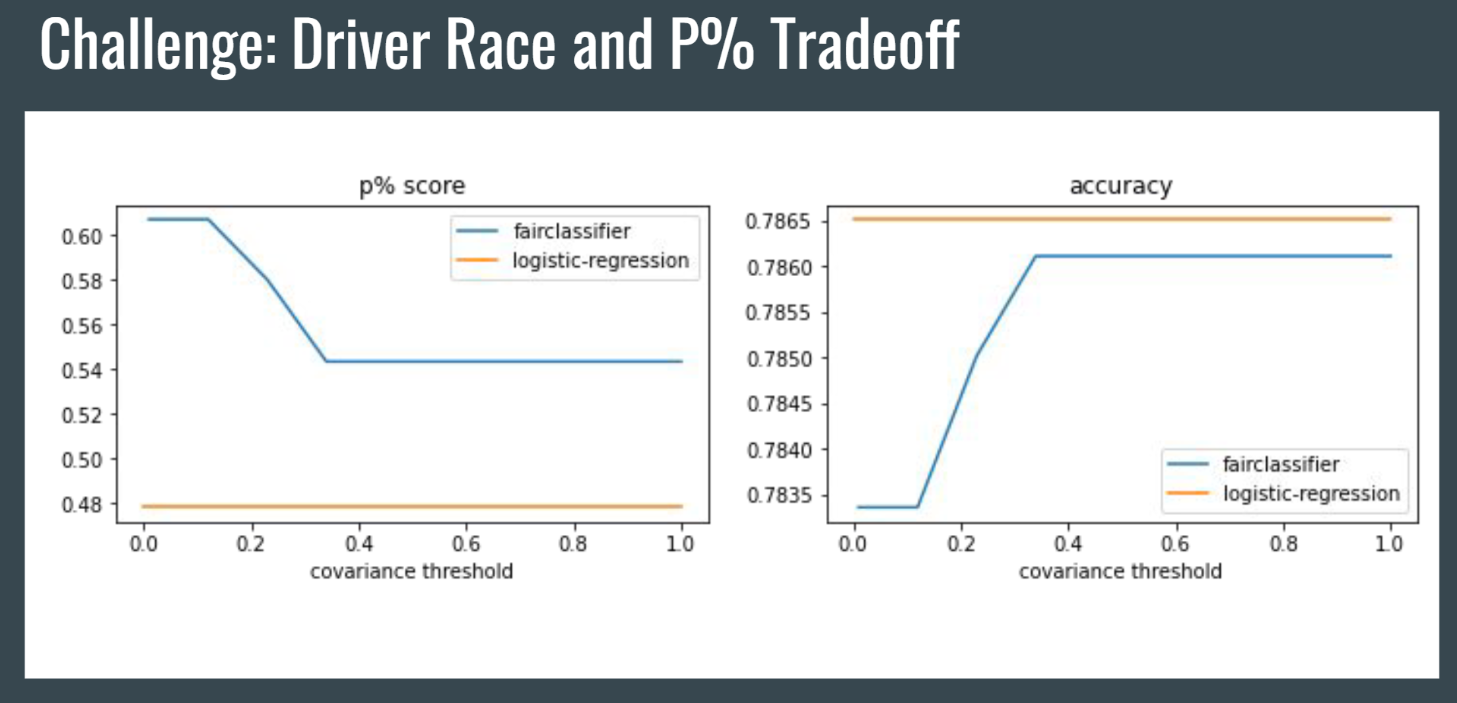 Challenge: Driver Race and P% Tradeoff
p% score
0.60
0.58
0.56
0.54
0.52
0.50
0.48
fairclassifier
logistic-regression
0.0 0.2 0.4 0.6 0.8 1.0
covariance threshold
accuracy
0.7865
0.7860
0.7855
0.7850
0.7845
0.7840
0.7835
fairclassifier
logistic-regression
0.0 0.2 0.4 0.6 0.8 1.0
covariance threshold